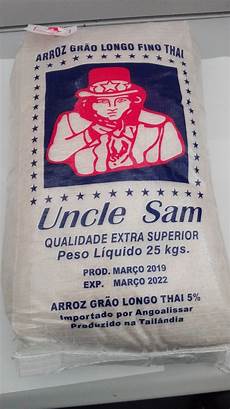 ARROZ GRÃO LONGO FINO THAI
Uncle Sam
QUALIDADE EXTRA SUPERIOR
Peso Líquido 25 kgs.
PROD. MARÇO 2019
EXP. MARÇO 2022
ARROZ GRÃO LONGO THAI 5%
Importado por Angoalissar
Produzido na Tailândia